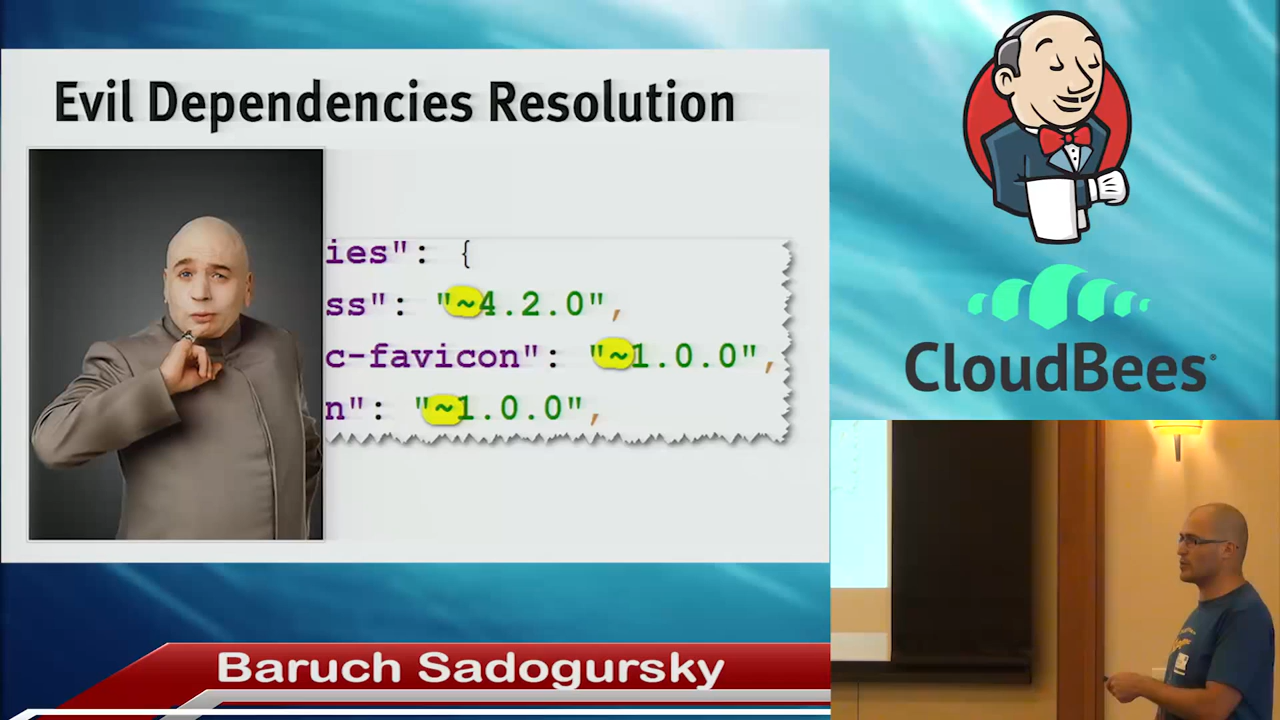 Evil Dependencies Resolution
ies": {
ss": "~4.2.0",
c-favicon": "~1.0.0",
n": "~1.0.0",
CloudBees
Baruch Sadogursky